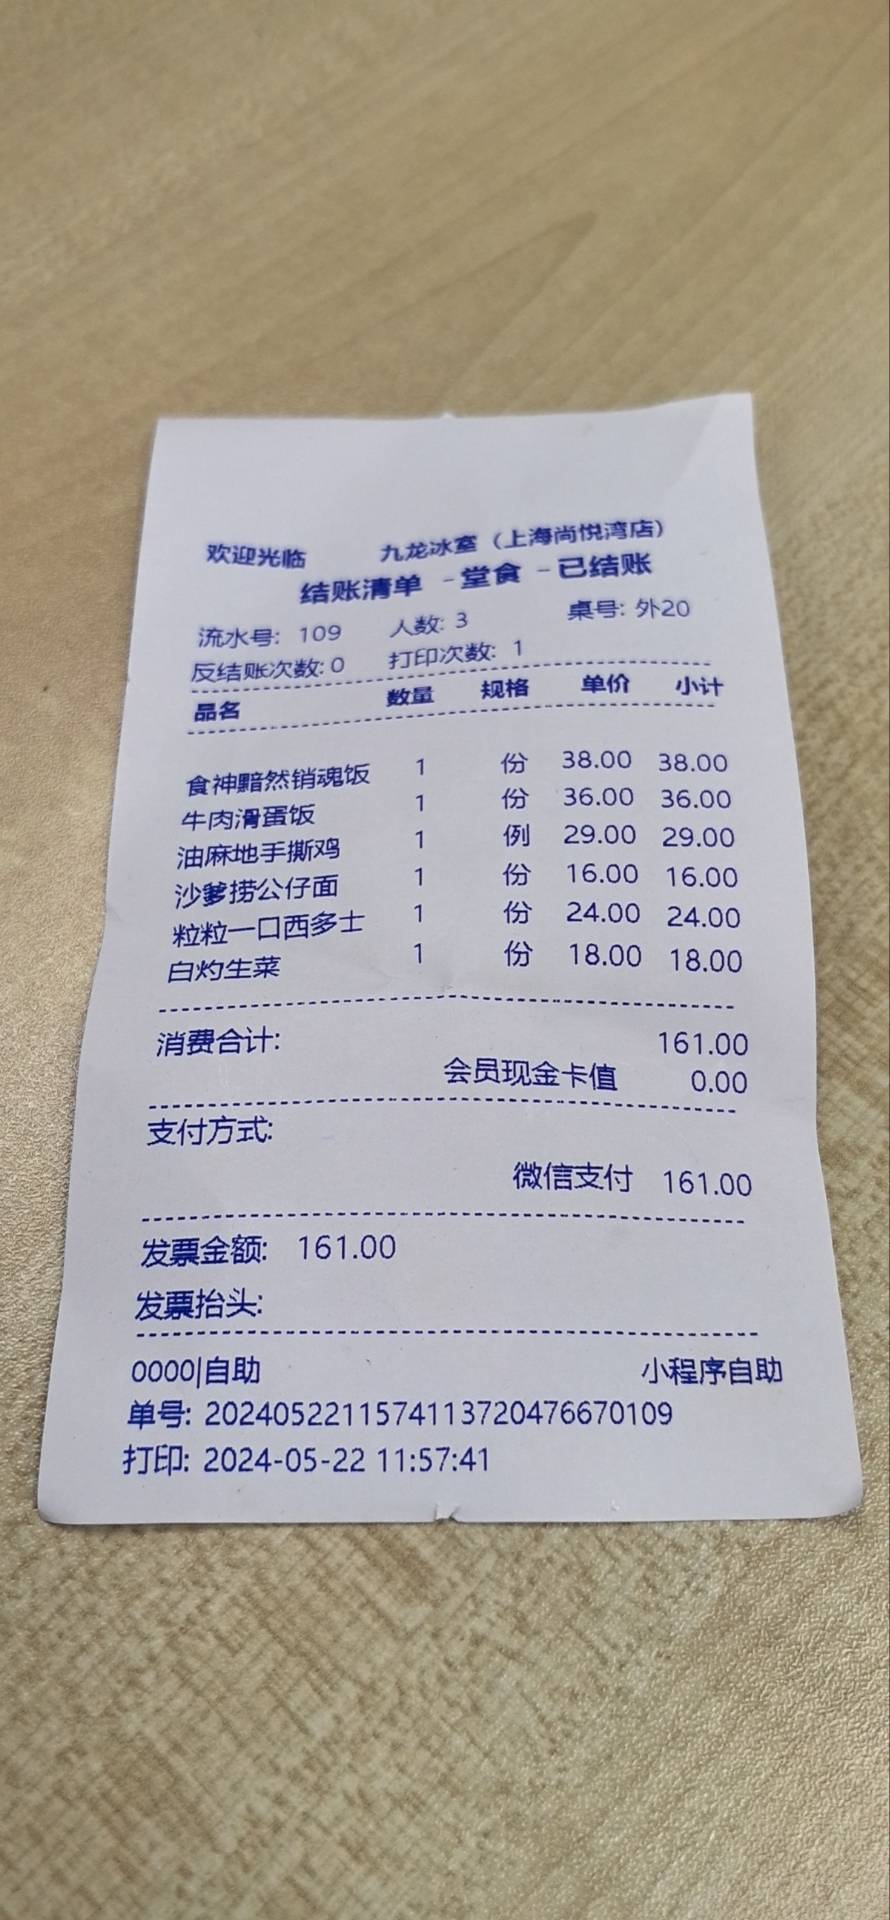 欢迎光临 九龙冰室（上海尚悦湾店）
结账清单 -堂食 -已结账
流水号: 109 人数: 3 桌号: 外20
反结账次数: 0 打印次数: 1
品名 数量 规格 单价 小计
食神黯然销魂饭 1 份 38.00 38.00
牛肉滑蛋饭 1 份 36.00 36.00
油麻地手撕鸡 1 例 29.00 29.00
沙爹捞公仔面 1 份 16.00 16.00
粒粒一口西多士 1 份 24.00 24.00
白灼生菜 1 份 18.00 18.00
消费合计: 161.00
会员现金卡值 0.00
支付方式:
微信支付 161.00
发票金额: 161.00
发票抬头:
0000|自助 小程序自助
单号: 2024052211574113720476670109
打印: 2024-05-22 11:57:41